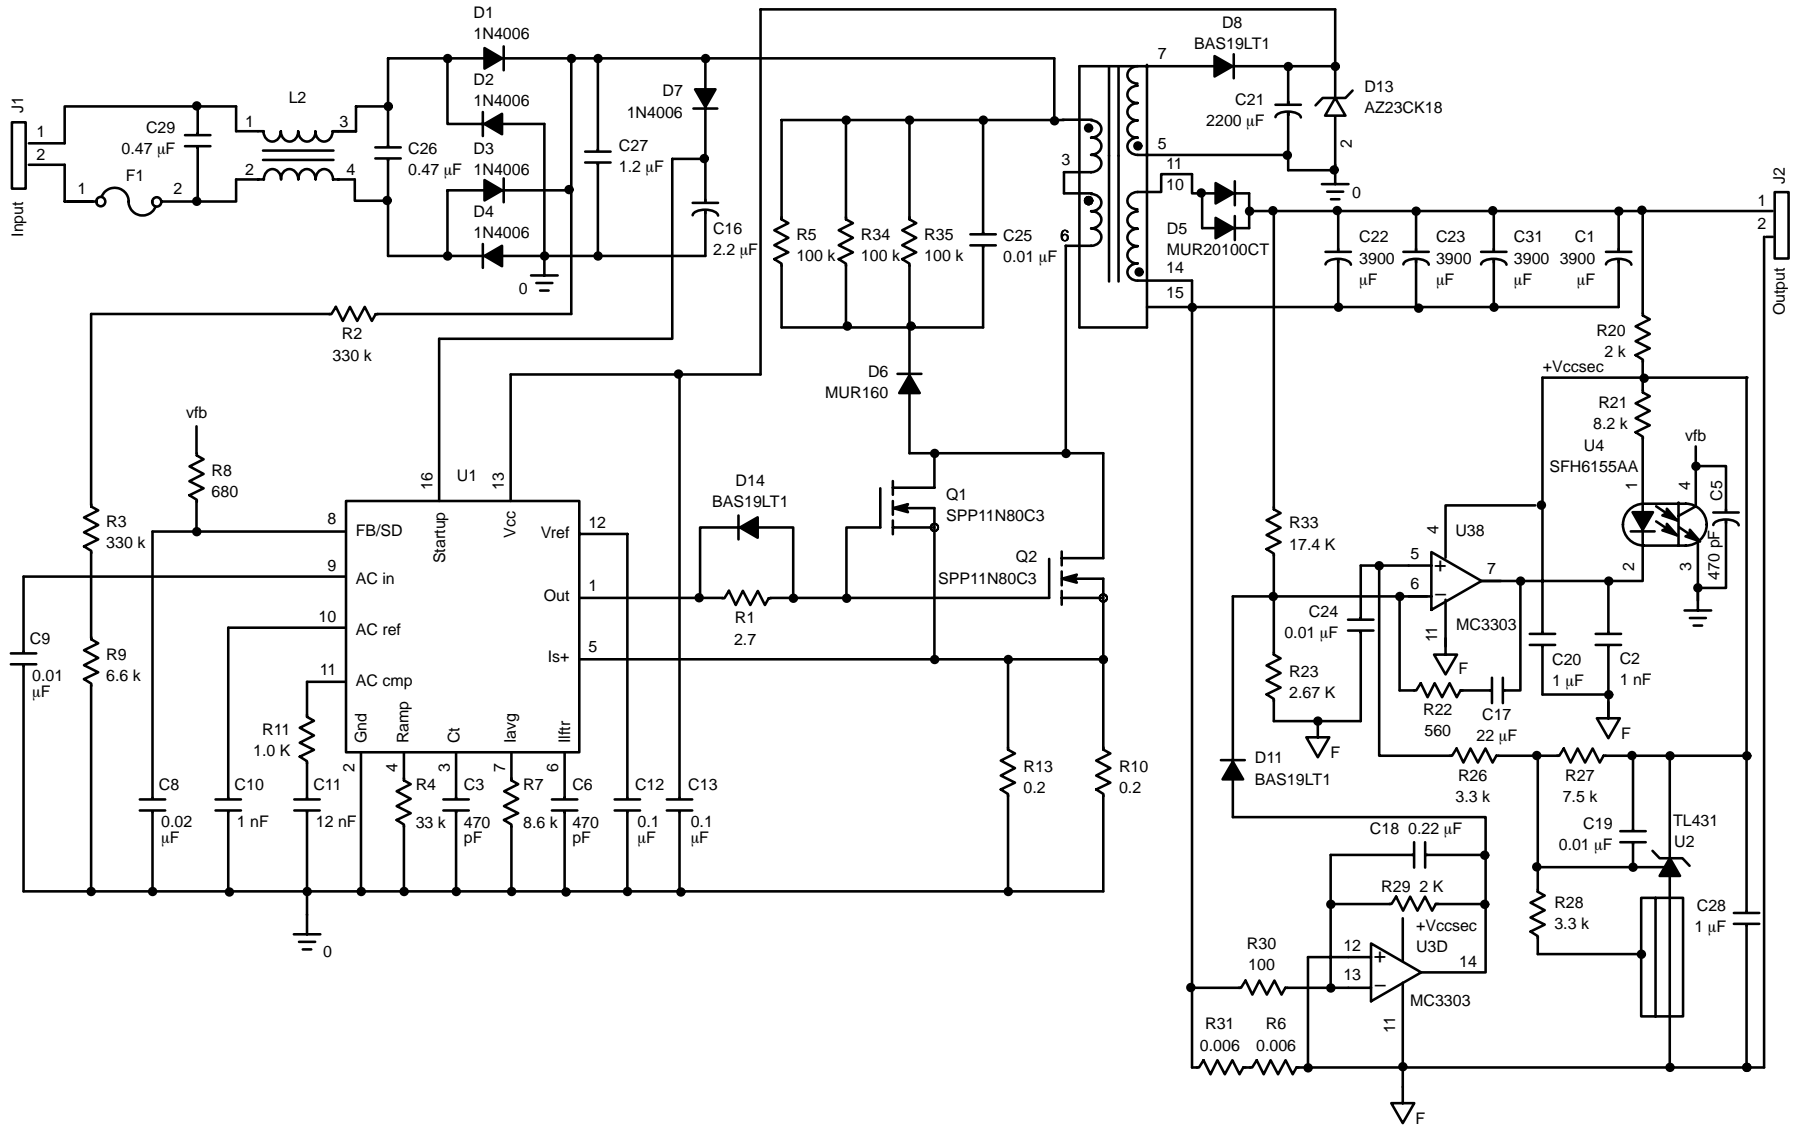 D1
1N4006
D2
1N4006
D3
1N4006
D4
1N4006
J1
1
2
Input
F1
1
2
C29
0.47 µF
L2
1
3
2
4
C26
0.47 µF
0
C27
1.2 µF
D7
1N4006
C16
2.2 µF
R2
330 k
R5
100 k
R34
100 k
R35
100 k
C25
0.01 µF
3
6
7
5
11
10
14
15
D8
BAS19LT1
C21
2200 µF
D13
AZ23CK18
2
0
D5
MUR20100CT
C22
3900
µF
C23
3900
µF
C31
3900
µF
C1
3900
µF
J2
1
2
Output
D6
MUR160
R20
2 k
+Vccsec
R21
8.2 k
U4
SFH6155AA
vfb
1
2
4
3
C5
470 pF
vfb
R8
680
R3
330 k
R9
6.6 k
C9
0.01
µF
U1
16
13
Startup
Vcc
8
FB/SD
9
AC in
10
AC ref
11
AC cmp
Vref
12
Out
1
Is+
5
Gnd
Ramp
Ct
Iavg
IIftr
2
4
3
7
6
D14
BAS19LT1
R1
2.7
Q1
SPP11N80C3
Q2
SPP11N80C3
R33
17.4 K
C24
0.01 µF
R23
2.67 K
F
4
U38
5
6
7
11
MC3303
F
R22
560
C17
22 µF
C20
1 µF
C2
1 nF
F
R11
1.0 K
C8
0.02
µF
C10
1 nF
C11
12 nF
R4
33 k
C3
470
pF
R7
8.6 k
C6
470
pF
C12
0.1
µF
C13
0.1
µF
R13
0.2
R10
0.2
0
D11
BAS19LT1
R26
3.3 k
R27
7.5 k
C19
0.01 µF
TL431
U2
R28
3.3 k
C28
1 µF
C18 0.22 µF
R29 2 K
+Vccsec
U3D
12
13
14
MC3303
11
R30
100
R31
0.006
R6
0.006
F